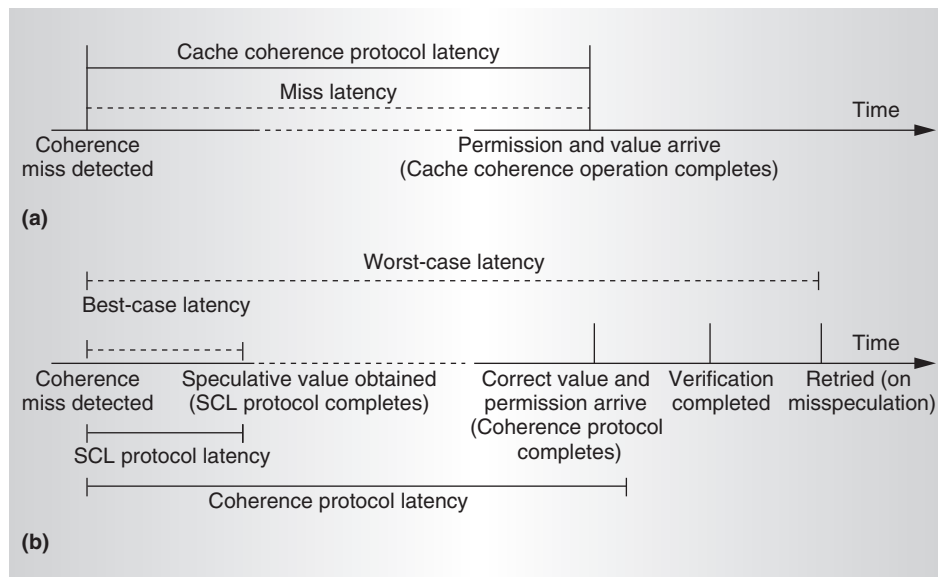 Cache coherence protocol latency
Miss latency
Time
Coherence
miss detected
Permission and value arrive
(Cache coherence operation completes)
(a)
Worst-case latency
Best-case latency
Time
Coherence
miss detected
Speculative value obtained
(SCL protocol completes)
Correct value and
permission arrive
(Coherence protocol
completes)
Verification
completed
Retried (on
misspeculation)
SCL protocol latency
Coherence protocol latency
(b)